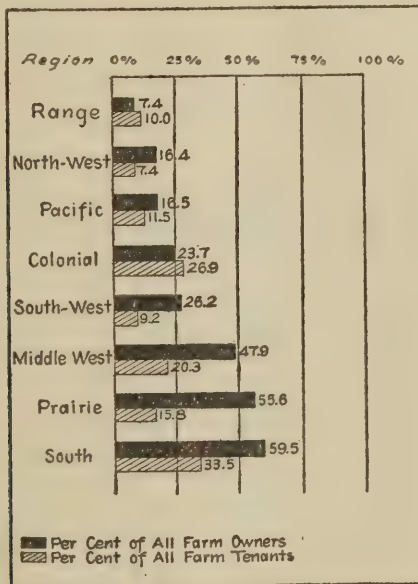 Region 0% 25% 50% 75% 100%
Range 7.4
10.0
North-West 16.4
7.4
Pacific 16.5
11.5
Colonial 23.7
26.9
South-West 26.2
9.2
Middle West 47.9
20.3
Prairie 55.6
15.8
South 59.5
33.5
Per Cent of All Farm Owners
Per Cent of All Farm Tenants